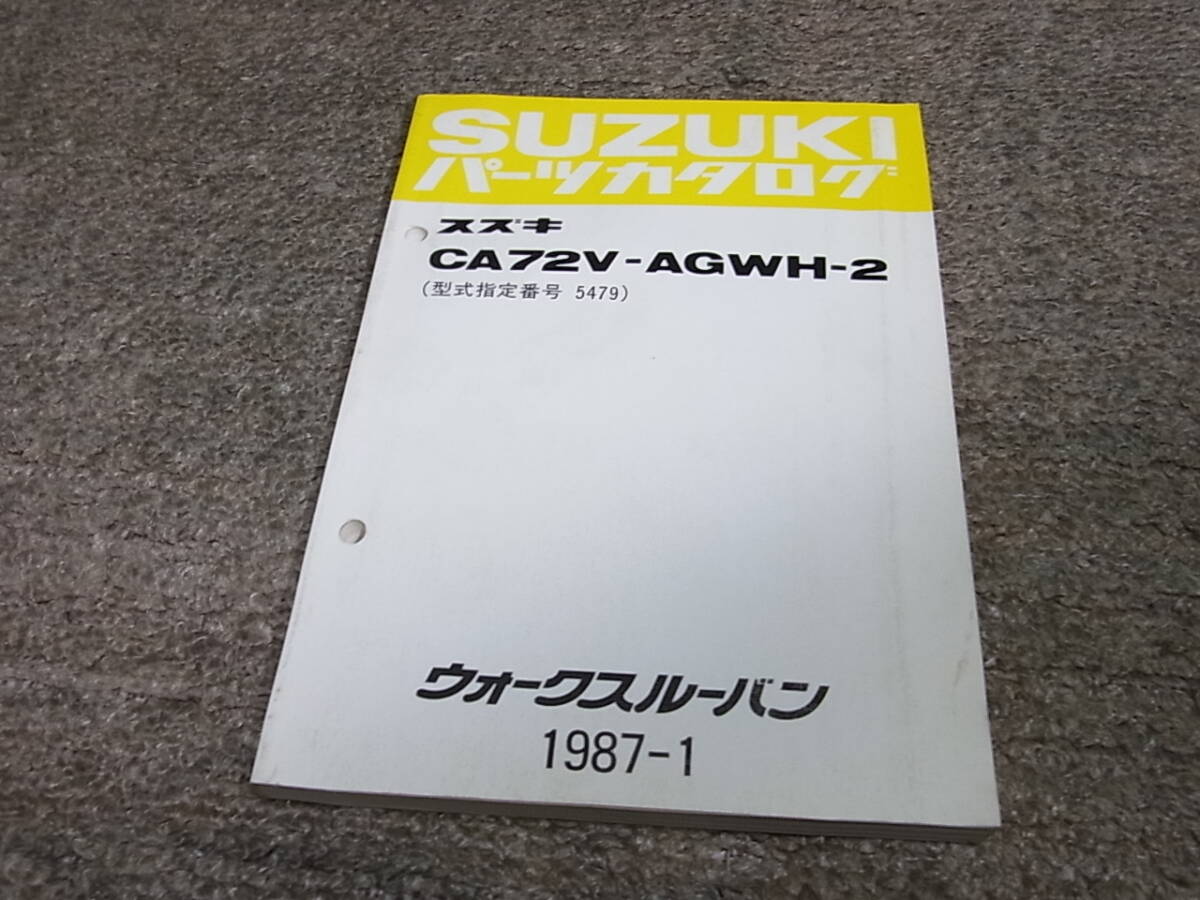 SUZUKI
パーツカタログ
スズキ
CA72V-AGWH-2
(型式指定番号 5479)
ウォークスルーバン
1987-1